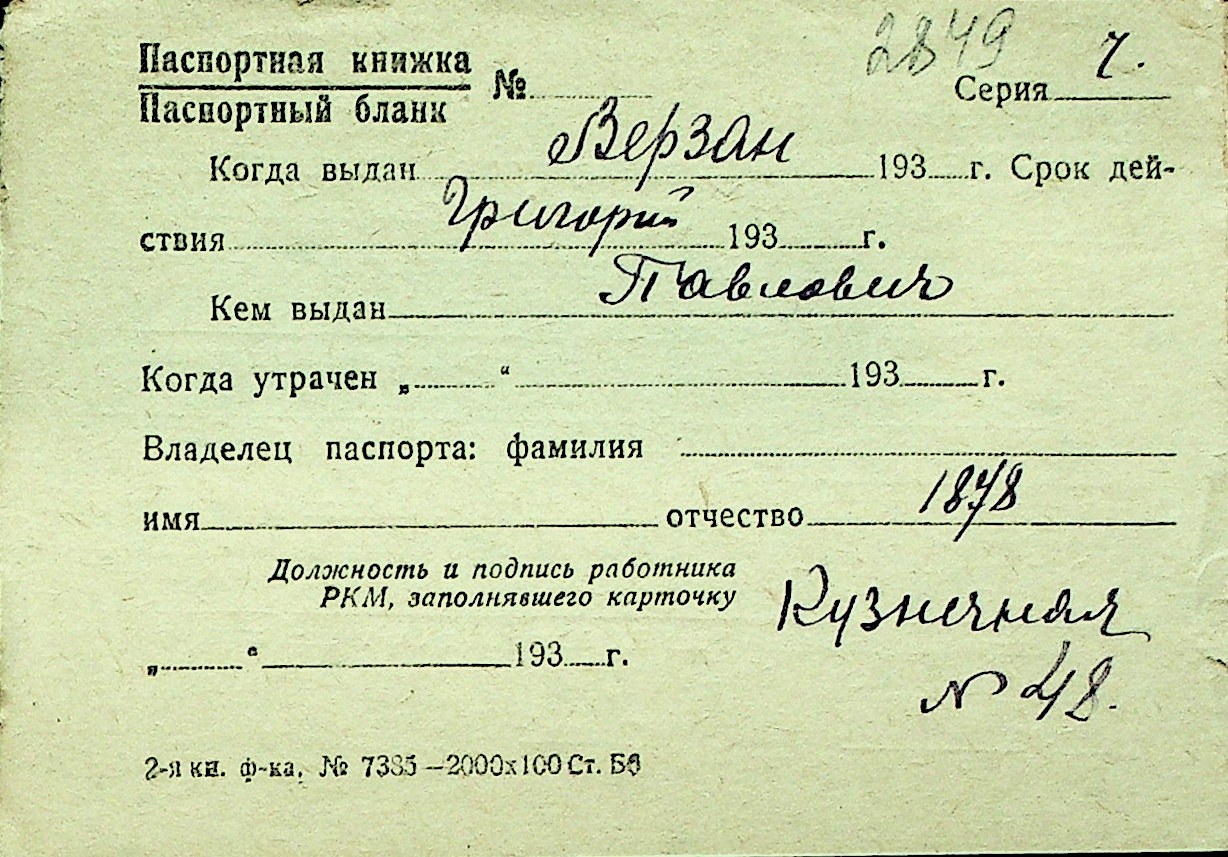 2849
Паспортная книжка
Паспортный бланк
№ Серия 7.
Верзан
Когда выдан 193 г. Срок дей-
Григорий
ствия 193 г.
Павлович
Кем выдан
Когда утрачен „ “ 193 г.
Владелец паспорта: фамилия
имя отчество 1878
Должность и подпись работника
РКМ, заполнявшего карточку
Кузнечная
„ “ 193 г.
№ 48.
2-я кн. ф-ка. № 7385—2000х100 Ст. Б6